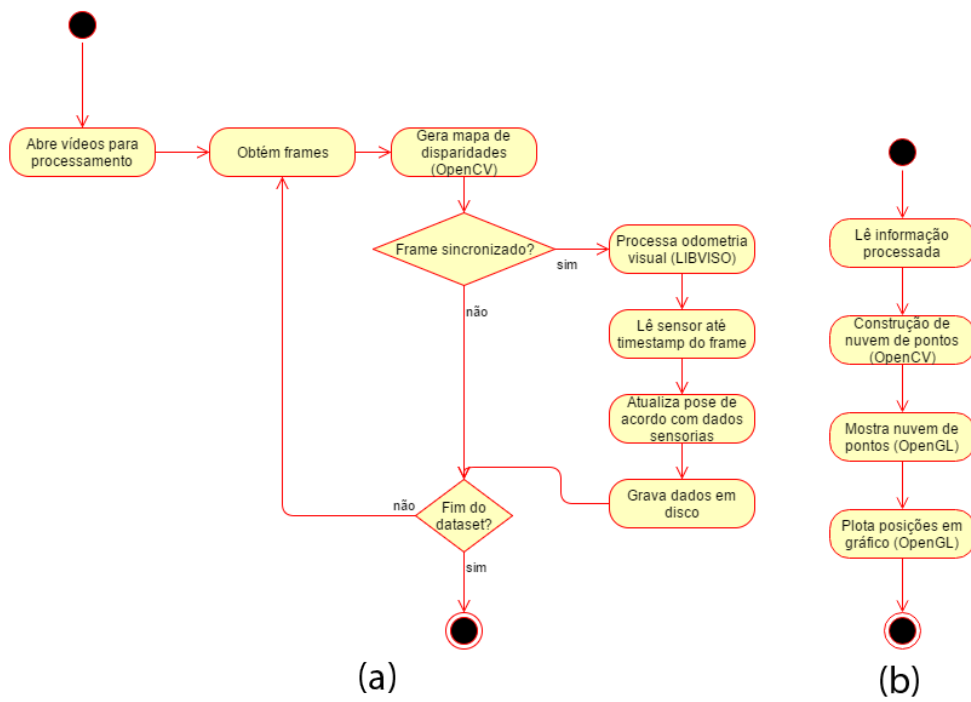 Abre vídeos para
processamento
Obtém frames
Gera mapa de
disparidades
(OpenCV)
Frame sincronizado?
sim
não
Processa odometria
visual (LIBVISO)
Lê sensor até
timestamp do frame
Atualiza pose de
acordo com dados
sensorias
Grava dados em
disco
não
Fim do
dataset?
sim
(a)
Lê informação
processada
Construção de
nuvem de pontos
(OpenCV)
Mostra nuvem de
pontos (OpenGL)
Plota posições em
gráfico (OpenGL)
(b)